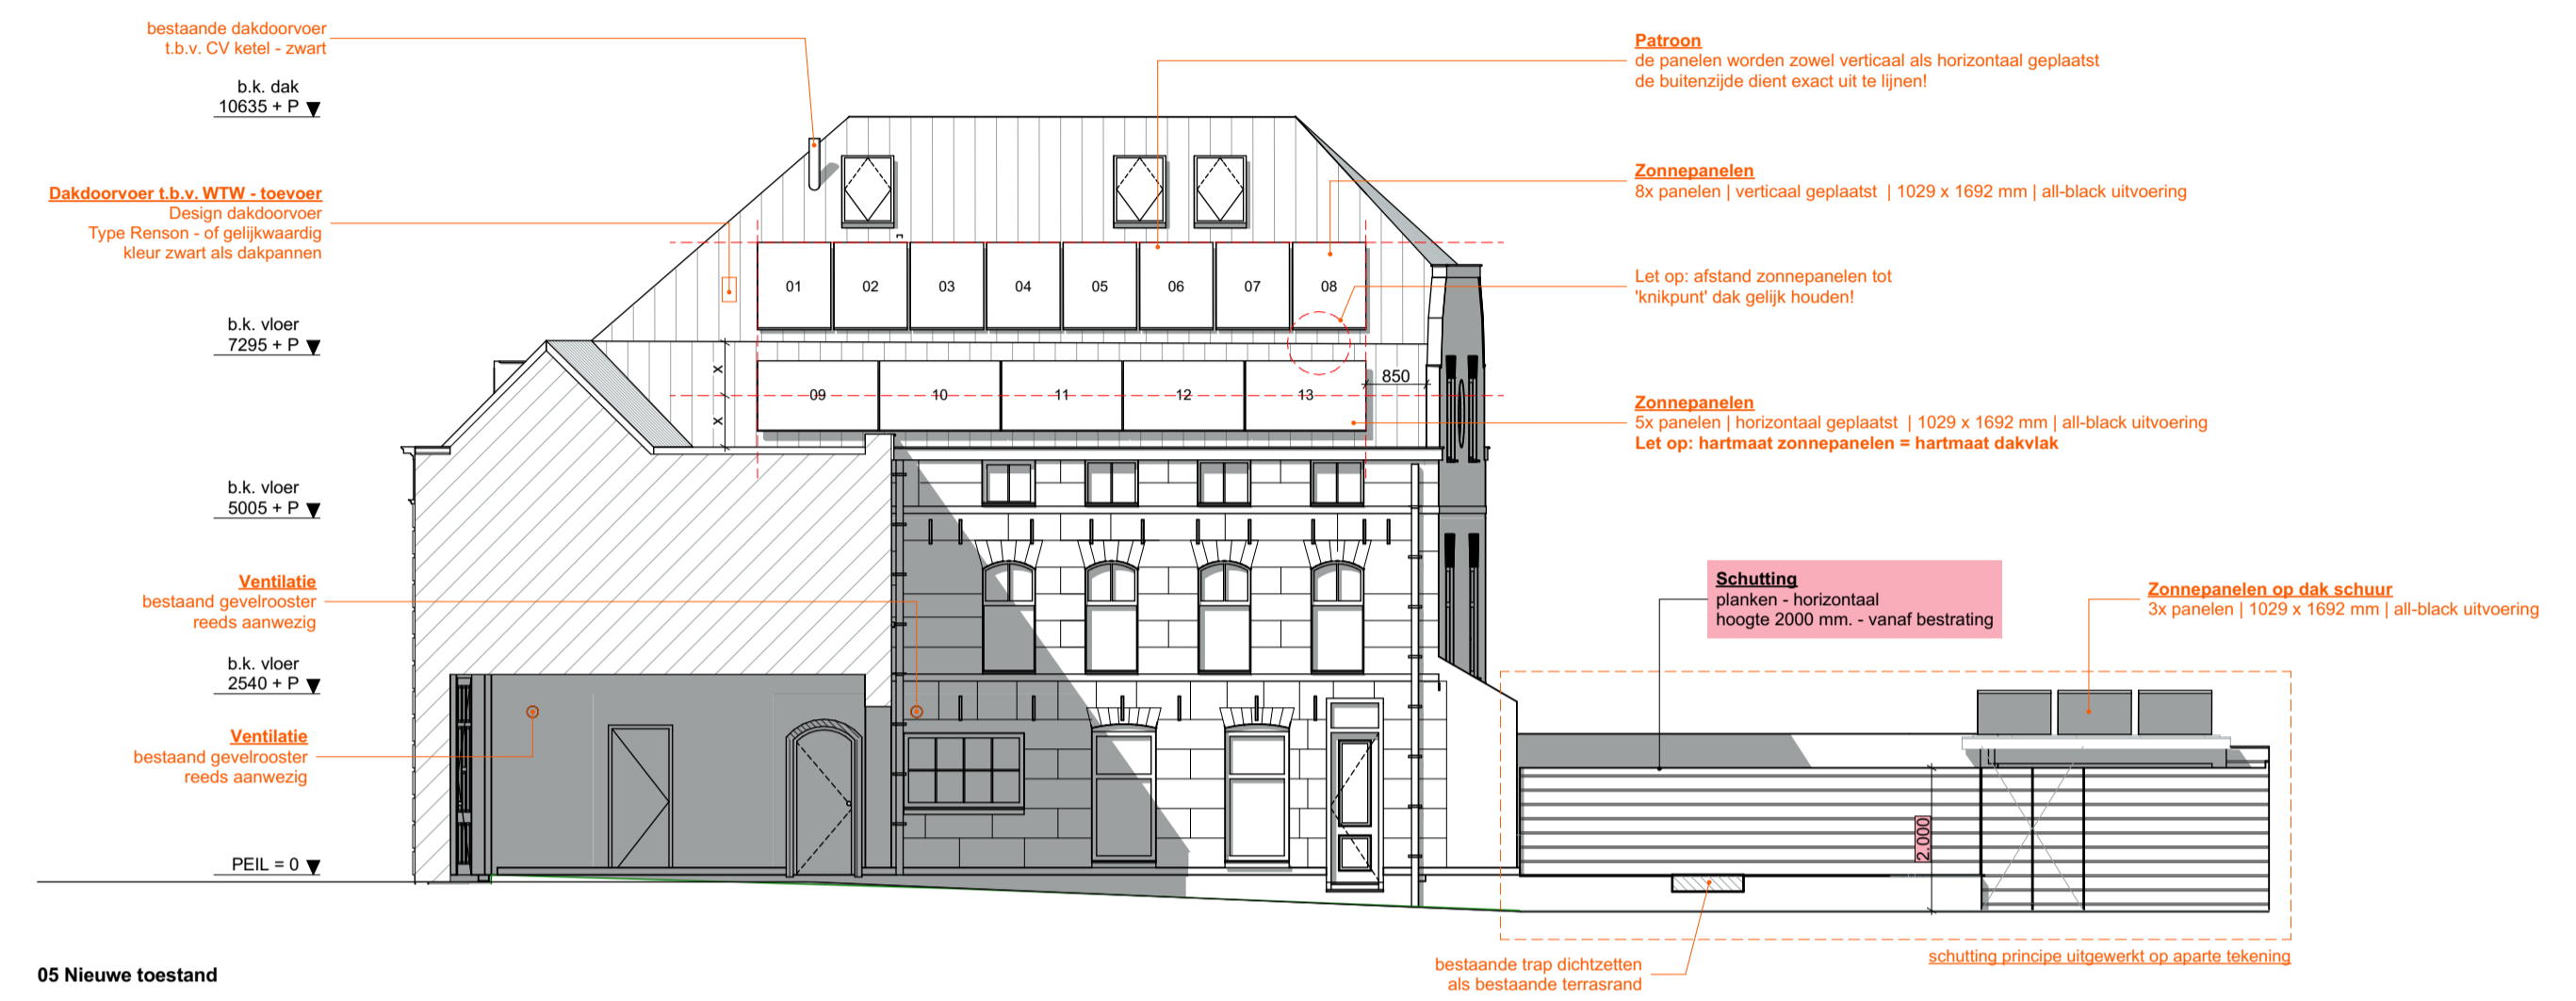 bestaande dakdoorvoer
t.b.v. CV ketel - zwart
b.k. dak
10635 + P
Dakdoorvoer t.b.v. WTW - toevoer
Design dakdoorvoer
Type Renson - of gelijkwaardig
kleur zwart als dakpannen
b.k. vloer
7295 + P
b.k. vloer
5005 + P
Ventilatie
bestaand gevelrooster
reeds aanwezig
b.k. vloer
2540 + P
Ventilatie
bestaand gevelrooster
reeds aanwezig
PEIL = 0
01 02 03 04 05 06 07 08
X
X
09 10 11 12 13
850
Patroon
de panelen worden zowel verticaal als horizontaal geplaatst
de buitenzijde dient exact uit te lijnen!
Zonnepanelen
8x panelen | verticaal geplaatst | 1029 x 1692 mm | all-black uitvoering
Let op: afstand zonnepanelen tot
'knikpunt' dak gelijk houden!
Zonnepanelen
5x panelen | horizontaal geplaatst | 1029 x 1692 mm | all-black uitvoering
Let op: hartmaat zonnepanelen = hartmaat dakvlak
Schutting
planken - horizontaal
hoogte 2000 mm. - vanaf bestrating
Zonnepanelen op dak schuur
3x panelen | 1029 x 1692 mm | all-black uitvoering
2.000
bestaande trap dichtzetten
als bestaande terrasrand
schutting principe uitgewerkt op aparte tekening
05 Nieuwe toestand